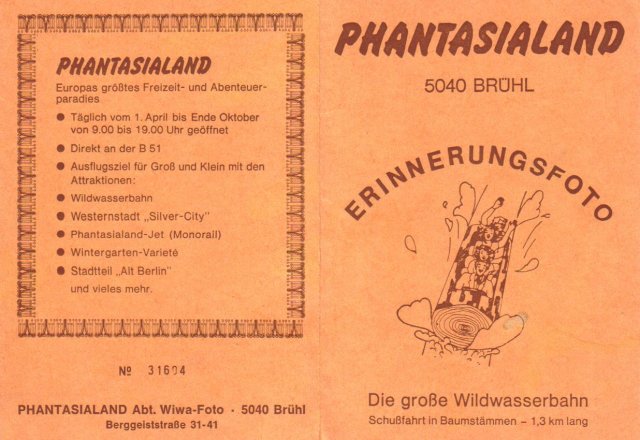 PHANTASIALAND
Europas größtes Freizeit- und Abenteuer-
paradies
● Täglich vom 1. April bis Ende Oktober
von 9.00 bis 19.00 Uhr geöffnet
● Direkt an der B 51
● Ausflugsziel für Groß und Klein mit den
Attraktionen:
● Wildwasserbahn
● Westernstadt „Silver-City"
● Phantasialand-Jet (Monorail)
● Wintergarten-Varieté
● Stadtteil „Alt Berlin"
und vieles mehr.
№ 31604
PHANTASIALAND Abt. Wiwa-Foto · 5040 Brühl
Berggeiststraße 31-41
PHANTASIALAND
5040 BRÜHL
ERINNERUNGSFOTO
Die große Wildwasserbahn
Schußfahrt in Baumstämmen – 1,3 km lang